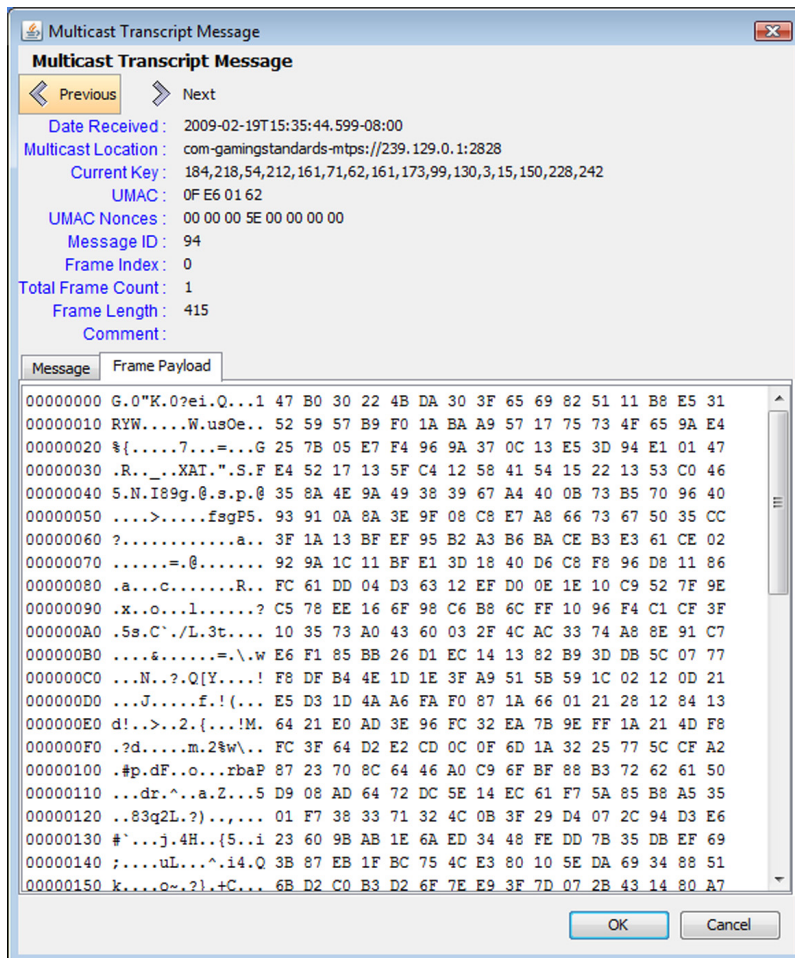 Multicast Transcript Message
Multicast Transcript Message
Previous Next
Date Received : 2009-02-19T15:35:44.599-08:00
Multicast Location : com-gamingstandards-mtps://239.129.0.1:2828
Current Key : 184,218,54,212,161,71,62,161,173,99,130,3,15,150,228,242
UMAC : 0F E6 01 62
UMAC Nonces : 00 00 00 5E 00 00 00 00
Message ID : 94
Frame Index : 0
Total Frame Count : 1
Frame Length : 415
Comment :
Message Frame Payload
00000000 G.0"K.0?ei.Q...1 47 B0 30 22 4B DA 30 3F 65 69 82 51 11 B8 E5 31
00000010 RYW.....W.usOe.. 52 59 57 B9 F0 1A BA A9 57 17 75 73 4F 65 9A E4
00000020 %{.....7...=...G 25 7B 05 E7 F4 96 9A 37 0C 13 E5 3D 94 E1 01 47
00000030 .R.._..XAT.".S.F E4 52 17 13 5F C4 12 58 41 54 15 22 13 53 C0 46
00000040 5.N.I89g.@.s.p.@ 35 8A 4E 9A 49 38 39 67 A4 40 0B 73 B5 70 96 40
00000050 ....>.....fsgP5. 93 91 0A 8A 3E 9F 08 C8 E7 A8 66 73 67 50 35 CC
00000060 ?............a.. 3F 1A 13 BF EF 95 B2 A3 B6 BA CE B3 E3 61 CE 02
00000070 ......=.@....... 92 9A 1C 11 BF E1 3D 18 40 D6 C8 F8 96 D8 11 86
00000080 .a...c.......R.. FC 61 DD 04 D3 63 12 EF D0 0E 1E 10 C9 52 7F 9E
00000090 .x..o...l......? C5 78 EE 16 6F 98 C6 B8 6C FF 10 96 F4 C1 CF 3F
000000A0 .5s.C`./L.3t.... 10 35 73 A0 43 60 03 2F 4C AC 33 74 A8 8E 91 C7
000000B0 ....&......=.\.w E6 F1 85 BB 26 D1 EC 14 13 82 B9 3D DB 5C 07 77
000000C0 ...N..?.Q[Y....! F8 DF B4 4E 1D 1E 3F A9 51 5B 59 1C 02 12 0D 21
000000D0 ...J.....f.!(... E5 D3 1D 4A A6 FA F0 87 1A 66 01 21 28 12 84 13
000000E0 d!..>..2.{...!M. 64 21 E0 AD 3E 96 FC 32 EA 7B 9E FF 1A 21 4D F8
000000F0 .?d.....m.2%w\.. FC 3F 64 D2 E2 CD 0C 0F 6D 1A 32 25 77 5C CF A2
00000100 .#p.dF..o...rbaP 87 23 70 8C 64 46 A0 C9 6F BF 88 B3 72 62 61 50
00000110 ...dr.^..a.Z...5 D9 08 AD 64 72 DC 5E 14 EC 61 F7 5A 85 B8 A5 35
00000120 ..83q2L.?)..,... 01 F7 38 33 71 32 4C 0B 3F 29 D4 07 2C 94 D3 E6
00000130 #`...j.4H..{5..i 23 60 9B AB 1E 6A ED 34 48 FE DD 7B 35 DB EF 69
00000140 ;....uL...^.i4.Q 3B 87 EB 1F BC 75 4C E3 80 10 5E DA 69 34 88 51
00000150 k....o~.?}.+C... 6B D2 C0 B3 D2 6F 7E E9 3F 7D 07 2B 43 14 80 A7
OK Cancel